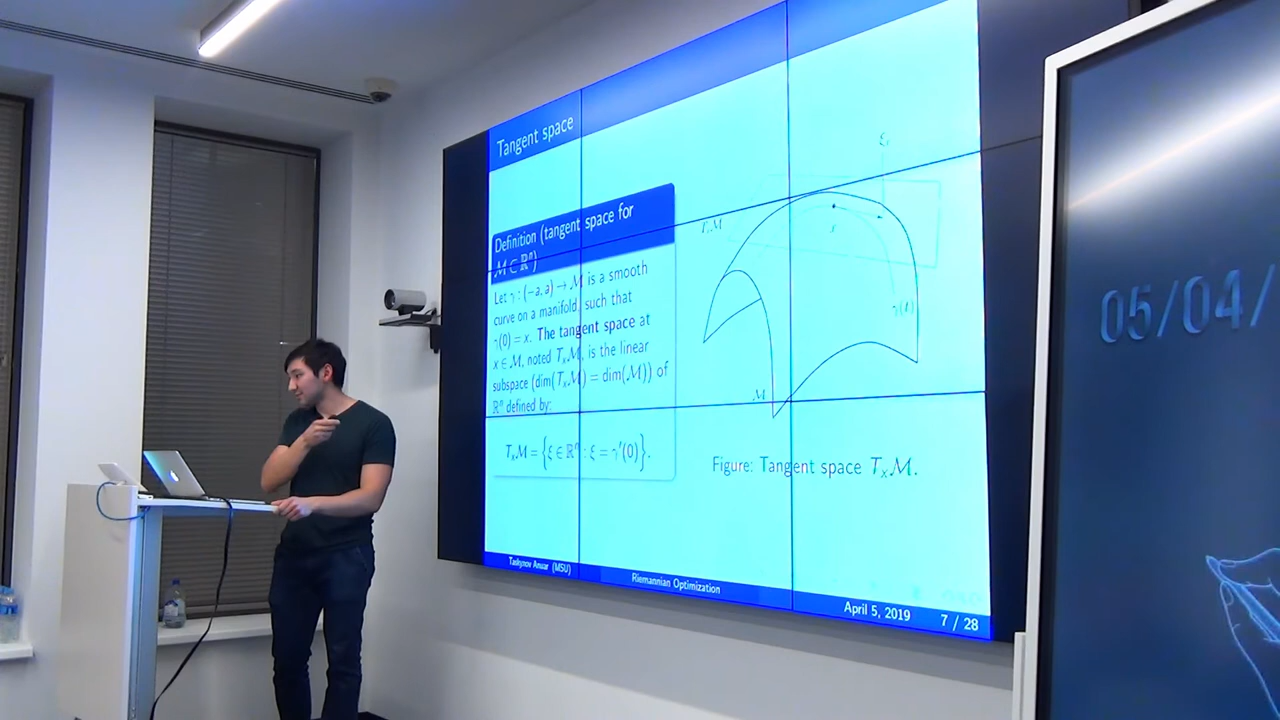 Tangent space
Definition (tangent space for
M ⊂ ℝⁿ)
Let γ : (−a, a) → M is a smooth
curve on a manifold, such that
γ(0) = x. The tangent space at
x ∈ M, noted TₓM, is the linear
subspace (dim(TₓM) = dim(M)) of
ℝⁿ defined by:
TₓM = {ξ ∈ ℝⁿ : ξ = γ′(0)}.
ξ
TₓM
x
γ(t)
M
Figure: Tangent space TₓM.
Taskynov Anuar (MSU)
Riemannian Optimization
April 5, 2019
7 / 28
05/04/